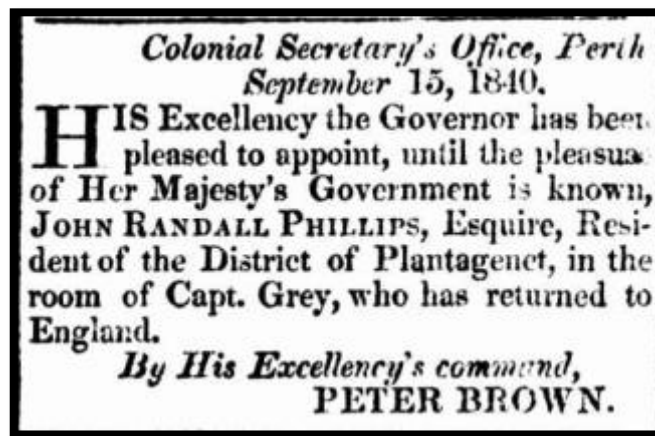 Colonial Secretary's Office, Perth
September 15, 1840.
HIS Excellency the Governor has been
pleased to appoint, until the pleasure
of Her Majesty's Government is known,
JOHN RANDALL PHILLIPS, Esquire, Resi-
dent of the District of Plantagenet, in the
room of Capt. Grey, who has returned to
England.
By His Excellency's command,
PETER BROWN.